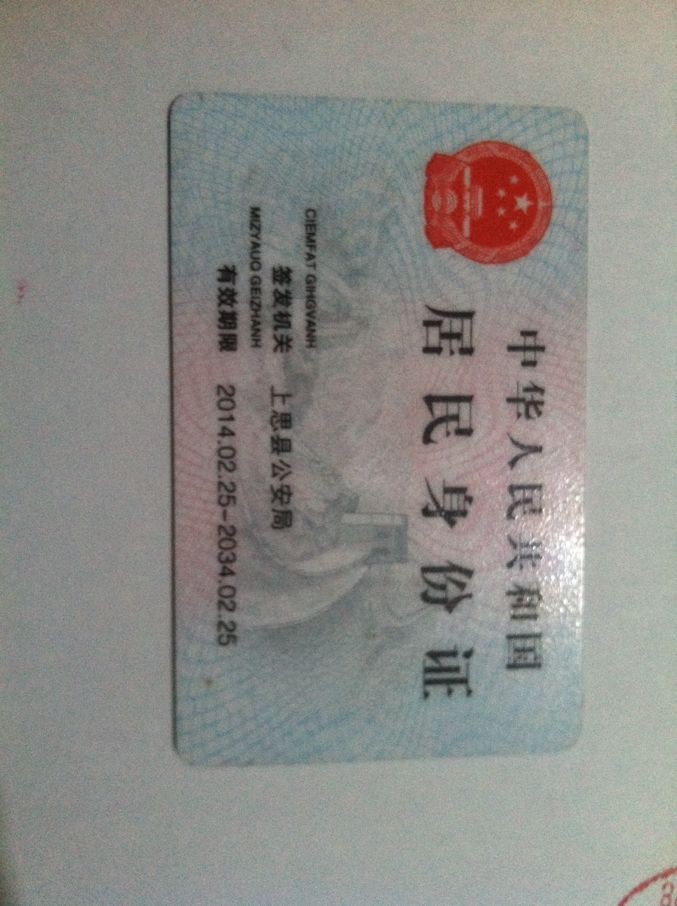 中华人民共和国
居民身份证
CIEMFAT GIHGVANH
签发机关 上思县公安局
MIZYAUQ GEIZHANH
有效期限 2014.02.25-2034.02.25